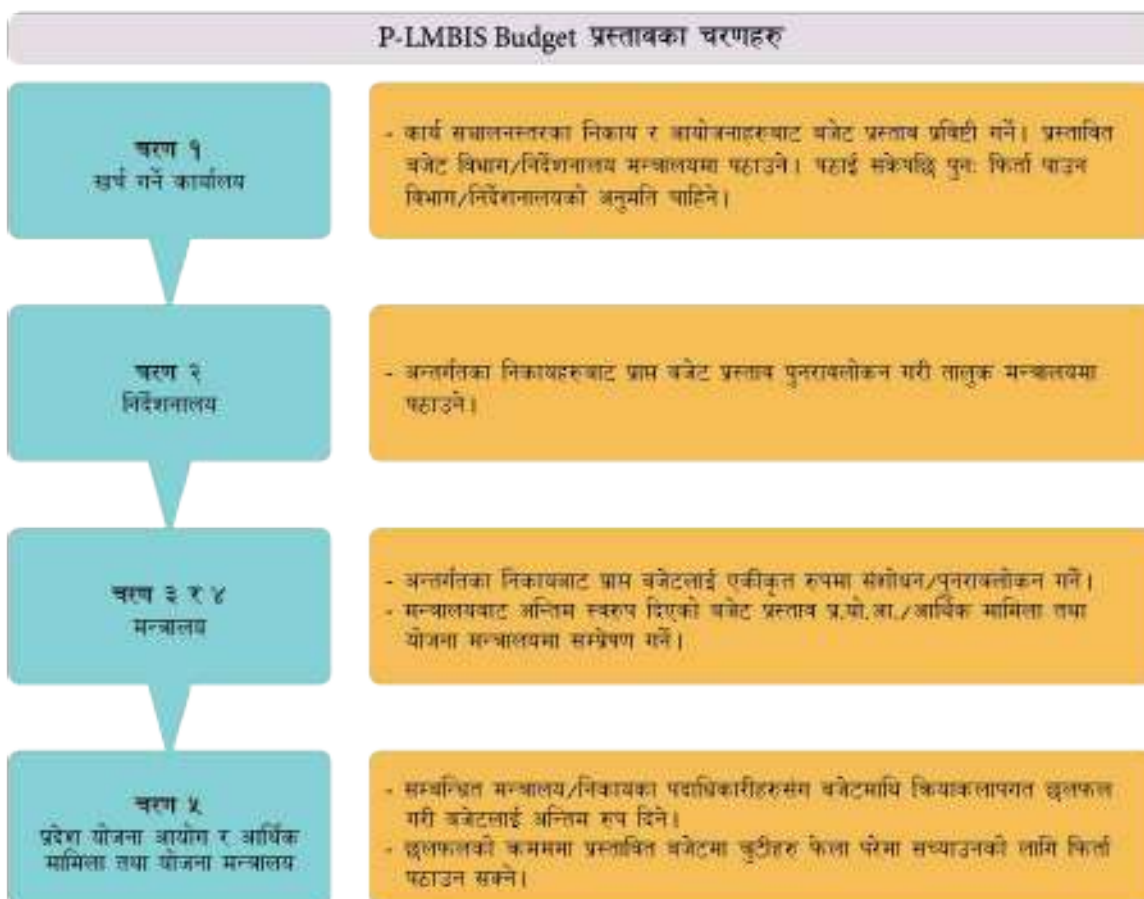 P-LMBIS Budget प्रस्तावका चरणहरु
चरण १
खर्च गर्ने कार्यालय
- कार्य सञ्चालनस्तरका निकाय र आयोजनाहरुबाट बजेट प्रस्ताव प्रविष्टी गर्ने। प्रस्तावित
बजेट विभाग/निर्देशनालय मन्त्रालयमा पठाउने। पठाई सकेपछि पुन: फिर्ता पाउन
विभाग/निर्देशनालयको अनुमति चाहिने।
चरण २
निर्देशनालय
- अन्तर्गतका निकायहरुबाट प्राप्त बजेट प्रस्ताव पुनरावलोकन गरी तालुक मन्त्रालयमा
पठाउने।
चरण ३ र ४
मन्त्रालय
- अन्तर्गतका निकायबाट प्राप्त बजेटलाई एकीकृत रुपमा संशोधन/पुनरावलोकन गर्ने।
- मन्त्रालयबाट अन्तिम स्वरुप दिएको बजेट प्रस्ताव प्र.यो.आ./आर्थिक मामिला तथा
योजना मन्त्रालयमा सम्प्रेषण गर्ने।
चरण ५
प्रदेश योजना आयोग र आर्थिक
मामिला तथा योजना मन्त्रालय
- सम्बन्धित मन्त्रालय/निकायका पदाधिकारीहरुसंग बजेटमाथि क्रियाकलापगत छलफल
गरी बजेटलाई अन्तिम रुप दिने।
- छलफलको क्रममम प्रस्तावित बजेटमा त्रुटीहरु फेला परेमा सच्याउनको लागि फिर्ता
पठाउन सक्ने।